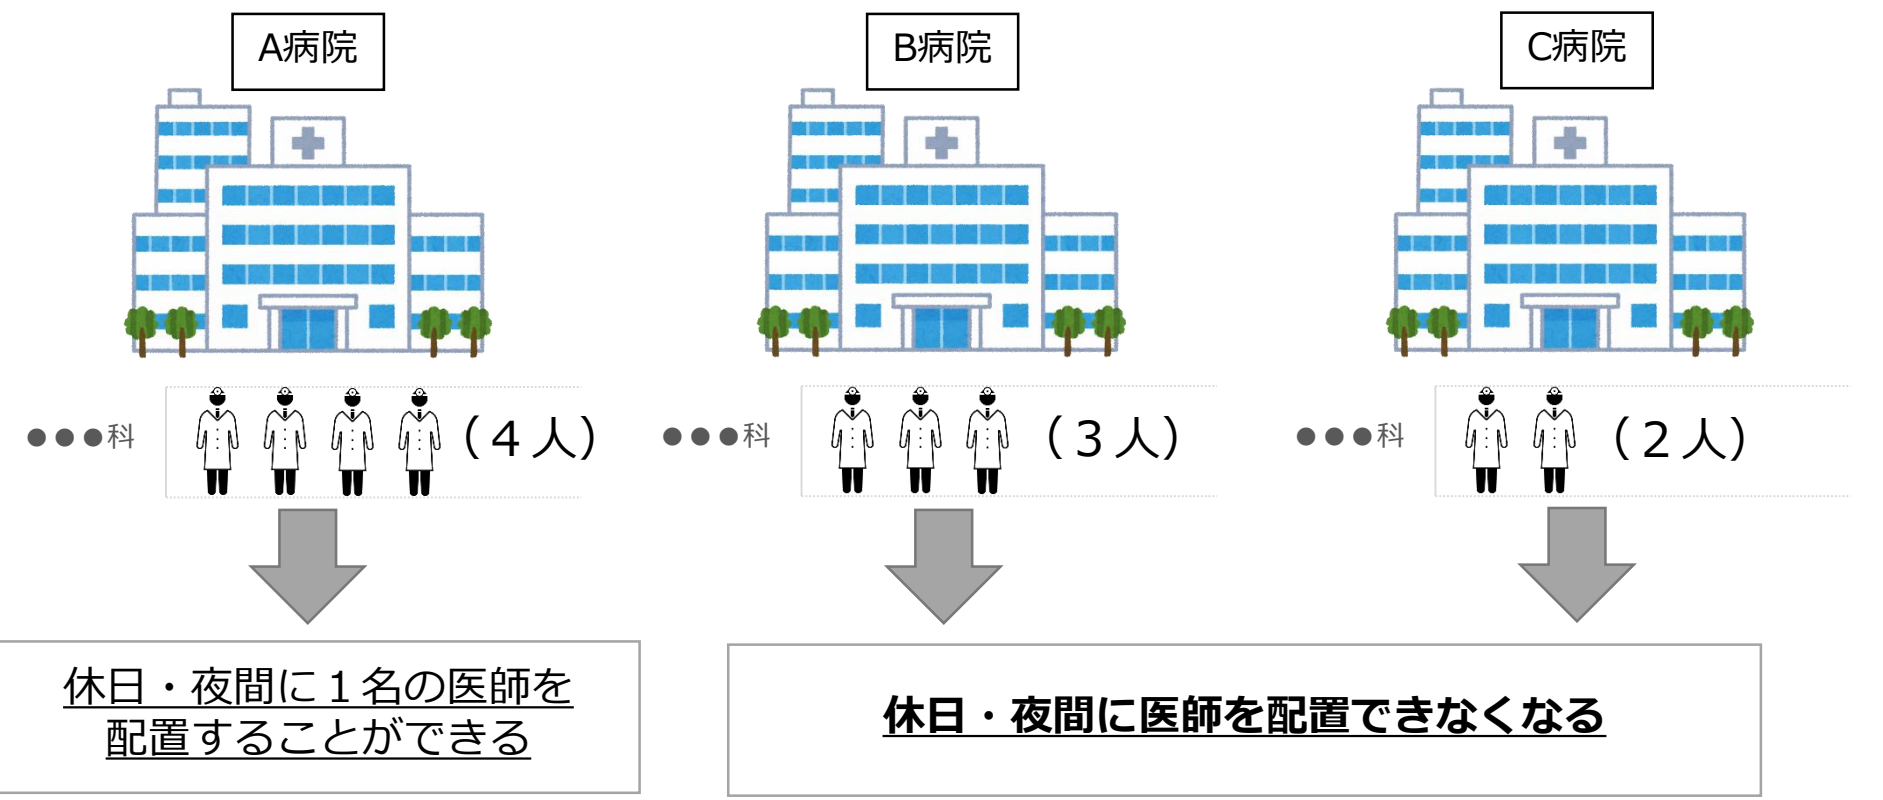 A病院
B病院
C病院
●●●科
（４人）
●●●科
（３人）
●●●科
（２人）
休日・夜間に１名の医師を
配置することができる
休日・夜間に医師を配置できなくなる